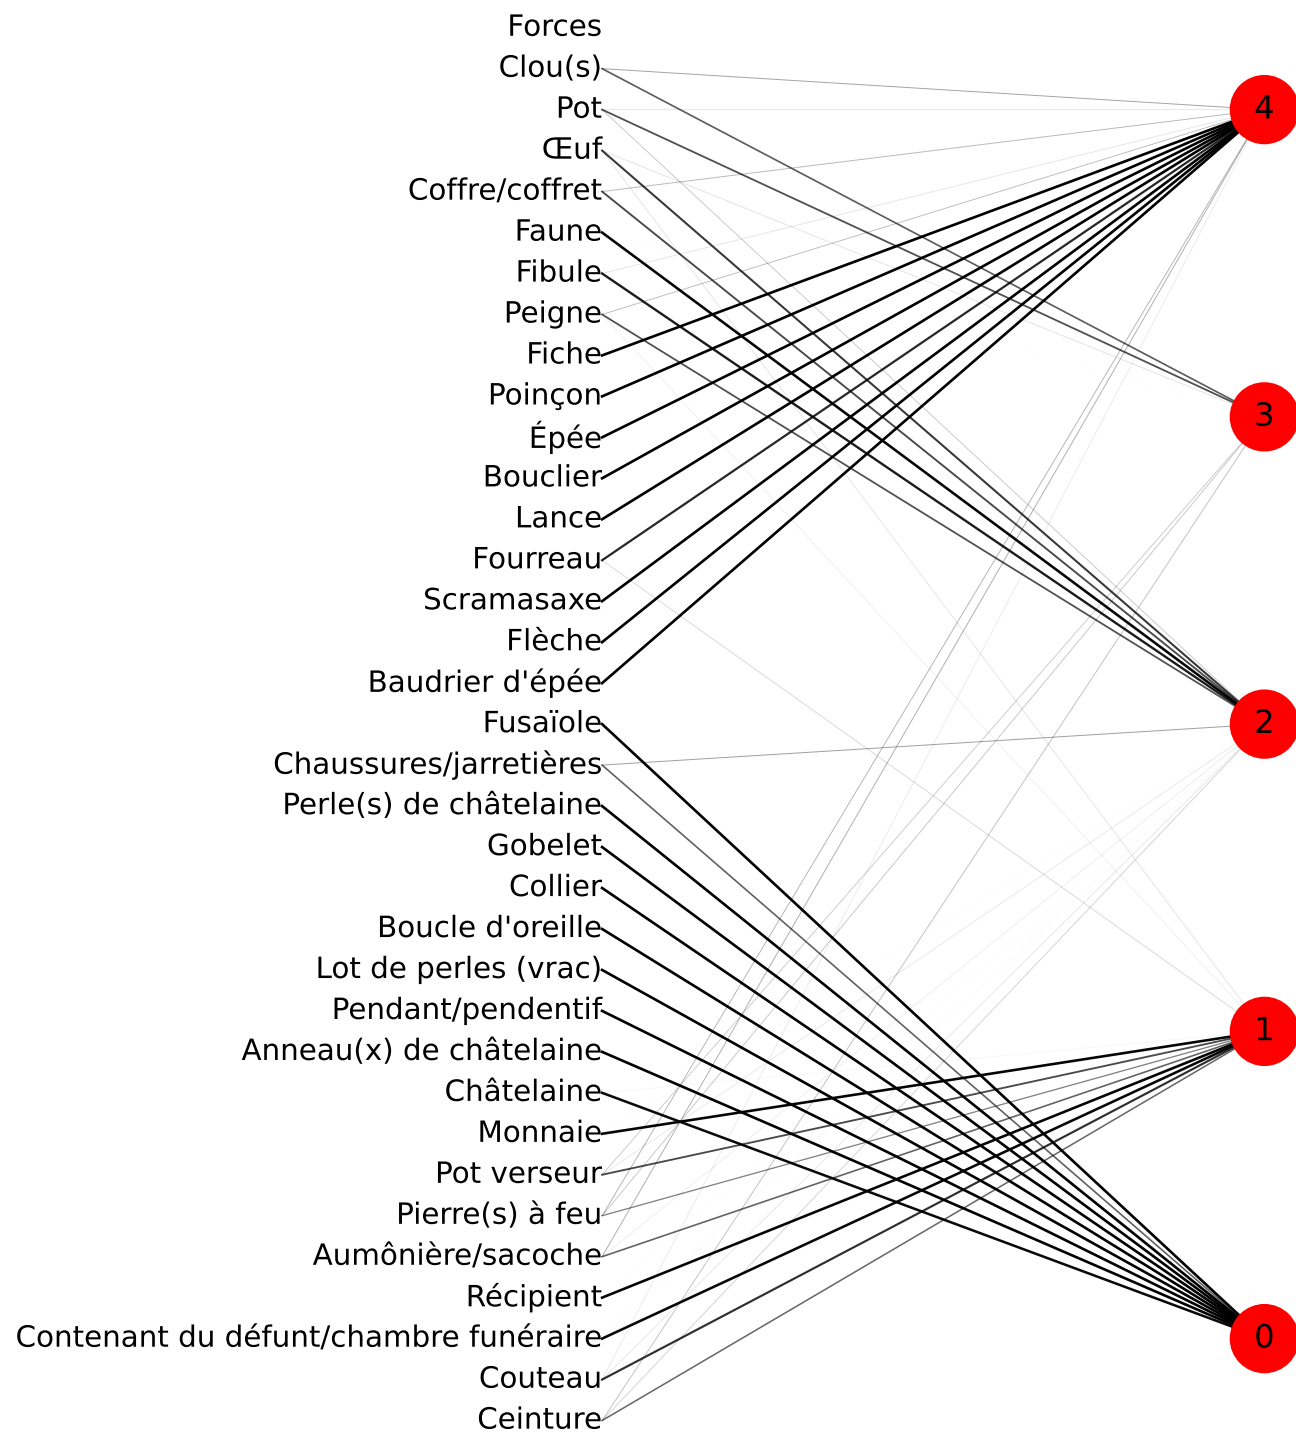 Forces
Clou(s)
Pot
Œuf
Coffre/coffret
Faune
Fibule
Peigne
Fiche
Poinçon
Épée
Bouclier
Lance
Fourreau
Scramasaxe
Flèche
Baudrier d'épée
Fusaïole
Chaussures/jarretières
Perle(s) de châtelaine
Gobelet
Collier
Boucle d'oreille
Lot de perles (vrac)
Pendant/pendentif
Anneau(x) de châtelaine
Châtelaine
Monnaie
Pot verseur
Pierre(s) à feu
Aumônière/sacoche
Récipient
Contenant du défunt/chambre funéraire
Couteau
Ceinture
4
3
2
1
0